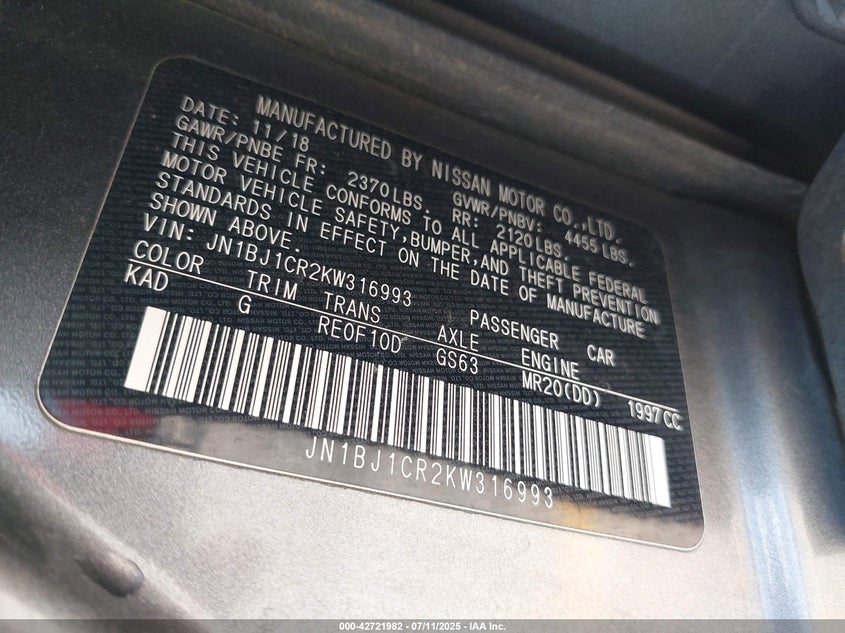 MANUFACTURED BY NISSAN MOTOR CO.,LTD.
DATE: 11/18 GVWR/PNBV: 4455 LBS.
GAWR/PNBE FR: 2370LBS. RR: 2120LBS.
THIS VEHICLE CONFORMS TO ALL APPLICABLE FEDERAL
MOTOR VEHICLE SAFETY,BUMPER,AND THEFT PREVENTION
STANDARDS IN EFFECT ON THE DATE OF MANUFACTURE
SHOWN ABOVE.
VIN: JN1BJ1CR2KW316993 PASSENGER CAR
COLOR TRIM TRANS AXLE ENGINE
KAD G RE0F10D GS63 MR20(DD) 1997CC
JN1BJ1CR2KW316993
000-42721982 - 07/11/2025 - IAA Inc.